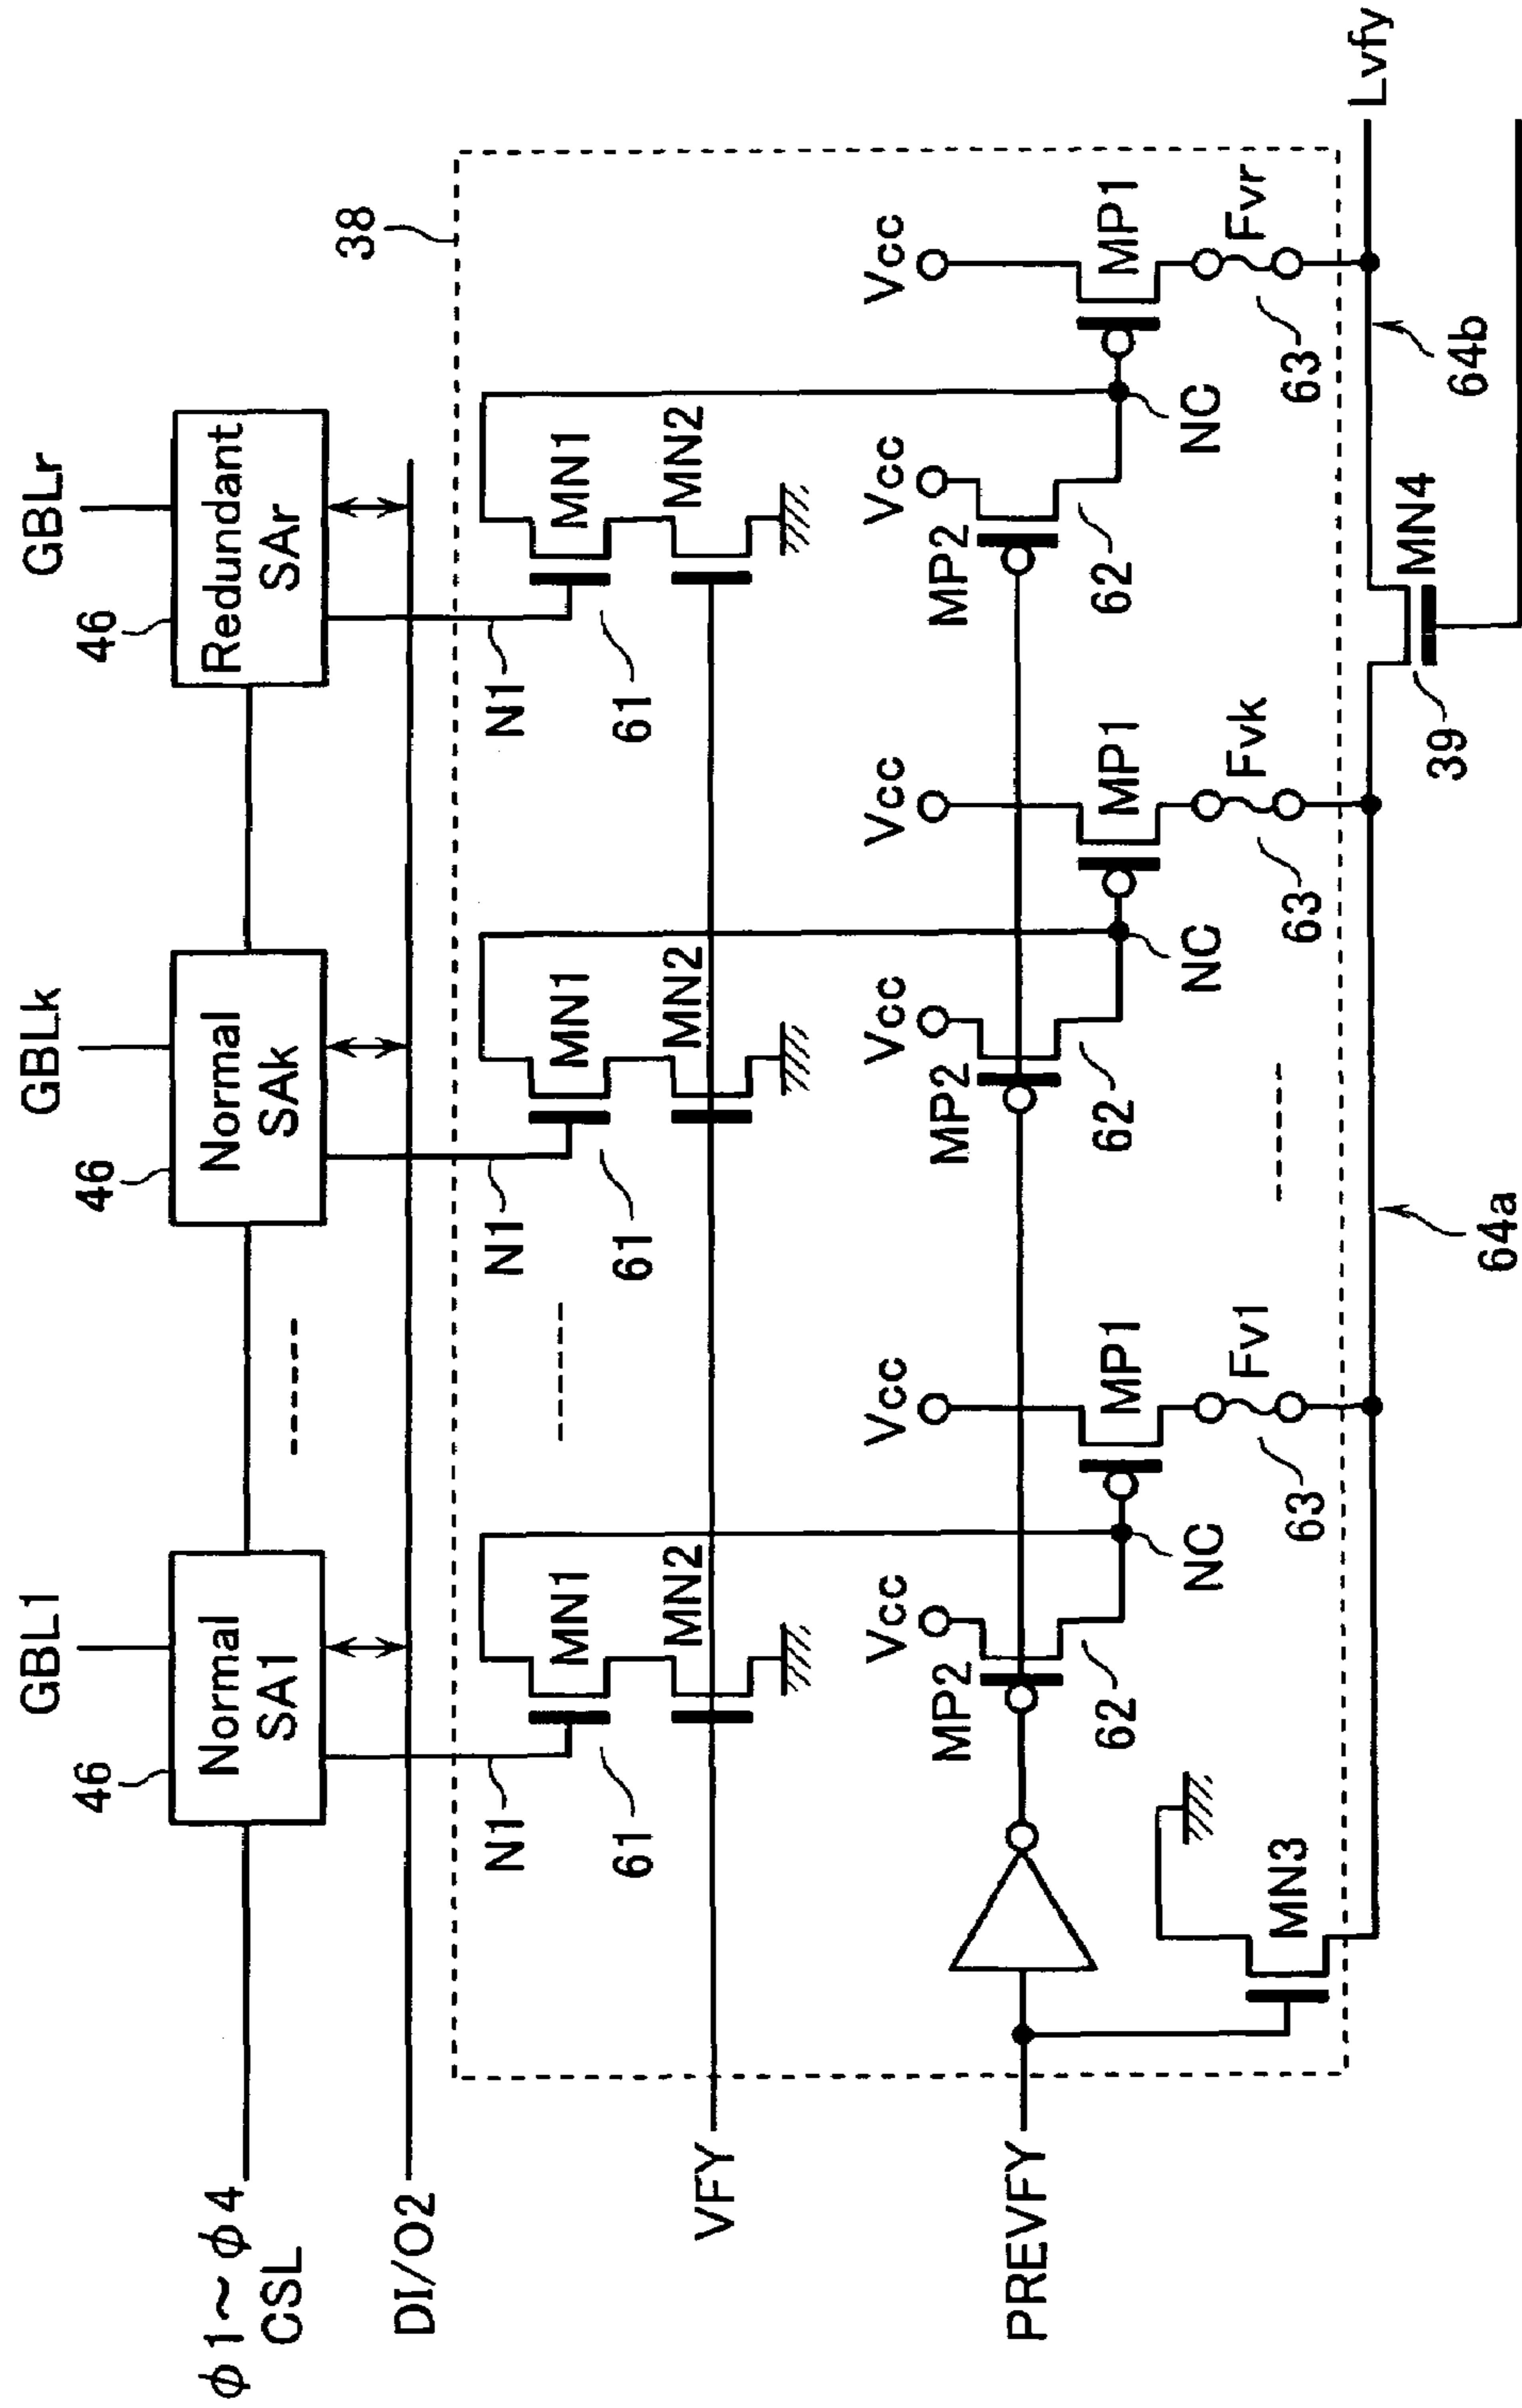 GBL1
GBLk
GBLr
46
46
46
Normal
SA1
Normal
SAk
Redundant
SAr
φ1~φ4
CSL
38
DI/O2
N1
N1
N1
MN1
MN1
MN1
61
61
61
MN2
MN2
MN2
VFY
Vcc
Vcc
Vcc
Vcc
Vcc
Vcc
MP2
MP2
MP2
PREVFY
62
MP1
62
MP1
62
MP1
NC
NC
NC
Fv1
Fvk
Fvr
MN3
63
63
63
Lvfy
39
MN4
64a
64b